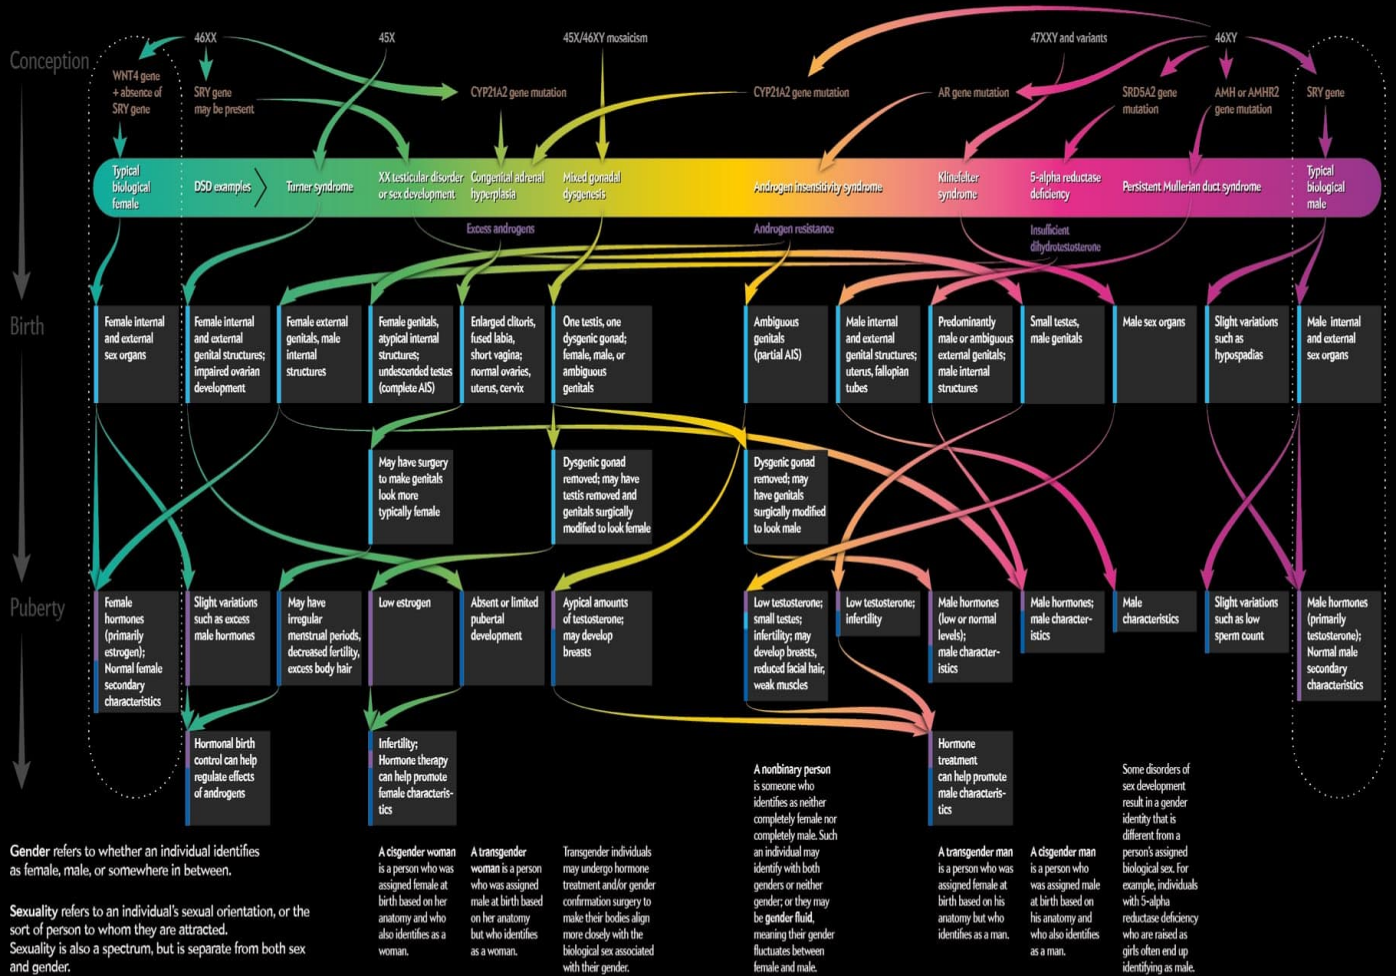 Conception
46XX
45X
45X/46XY mosaicism
47XXY and variants
46XY
WNT4 gene
+ absence of
SRY gene
SRY gene
may be present
CYP21A2 gene mutation
CYP21A2 gene mutation
AR gene mutation
SRD5A2 gene
mutation
AMH or AMHR2
gene mutation
SRY gene
Typical
biological
female
DSD examples
Turner syndrome
XX testicular disorder
or sex development
Congenital adrenal
hyperplasia
Mixed gonadal
dysgenesis
Androgen insensitivity syndrome
Klinefelter
syndrome
5-alpha reductase
deficiency
Persistent Mullerian duct syndrome
Typical
biological
male
Excess androgens
Androgen resistance
Insufficient
dihydrotestosterone
Birth
Female internal
and external
sex organs
Female internal
and external
genital structures;
impaired ovarian
development
Female external
genitals, male
internal
structures
Female genitals,
atypical internal
structures;
undescended testes
(complete AIS)
Enlarged clitoris,
fused labia,
short vagina;
normal ovaries,
uterus, cervix
One testis, one
dysgenic gonad;
female, male, or
ambiguous
genitals
Ambiguous
genitals
(partial AIS)
Male internal
and external
genital structures;
uterus, fallopian
tubes
Predominantly
male or ambiguous
external genitals;
male internal
structures
Small testes,
male genitals
Male sex organs
Slight variations
such as
hypospadias
Male internal
and external
sex organs
May have surgery
to make genitals
look more
typically female
Dysgenic gonad
removed; may have
testis removed and
genitals surgically
modified to look female
Dysgenic gonad
removed; may
have genitals
surgically modified
to look male
Puberty
Female
hormones
(primarily
estrogen);
Normal female
secondary
characteristics
Slight variations
such as excess
male hormones
May have
irregular
menstrual periods,
decreased fertility,
excess body hair
Low estrogen
Absent or limited
pubertal
development
Aypical amounts
of testosterone;
may develop
breasts
Low testosterone;
small testes;
infertility; may
develop breasts,
reduced facial hair,
weak muscles
Low testosterone;
infertility
Male hormones
(low or normal
levels);
male character-
istics
Male hormones;
male character-
istics
Male
characteristics
Slight variations
such as low
sperm count
Male hormones
(primarily
testosterone);
Normal male
secondary
characteristics
Hormonal birth
control can help
regulate effects
of androgens
Infertility;
Hormone therapy
can help promote
female characteris-
tics
Hormone
treatment
can help promote
male characteris-
tics
Gender refers to whether an individual identifies
as female, male, or somewhere in between.
Sexuality refers to an individual's sexual orientation, or the
sort of person to whom they are attracted.
Sexuality is also a spectrum, but is separate from both sex
and gender.
A cisgender woman
is a person who was
assigned female at
birth based on her
anatomy and who
also identifies as a
woman.
A transgender
woman is a person
who was assigned
male at birth based
on her anatomy
but who identifies
as a woman.
Transgender individuals
may undergo hormone
treatment and/or gender
confirmation surgery to
make their bodies align
more closely with the
biological sex associated
with their gender.
A nonbinary person
is someone who
identifies as neither
completely female nor
completely male. Such
an individual may
identify with both
genders or neither
gender; or they may
be gender fluid,
meaning their gender
fluctuates between
female and male.
A transgender man
is a person who was
assigned female at
birth based on his
anatomy but who
identifies as a man.
A cisgender man
is a person who
was assigned male
at birth based on
his anatomy and
who also identifies
as a man.
Some disorders of
sex development
result in a gender
identity that is
different from a
person's assigned
biological sex. For
example, individuals
with 5-alpha
reductase deficiency
who are raised as
girls often end up
identifying as male.